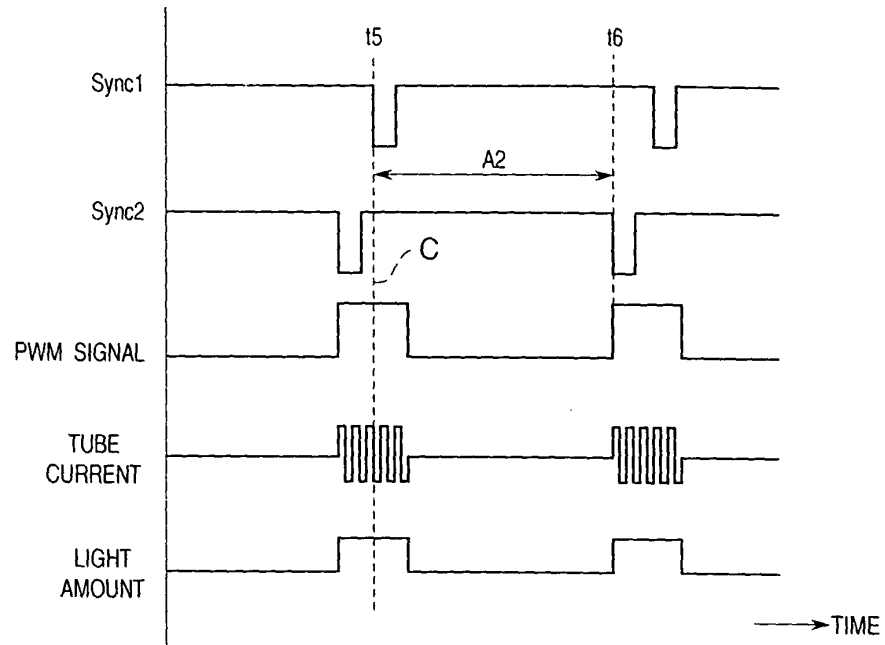 t5
t6
Sync1
A2
Sync2
C
PWM SIGNAL
TUBE
CURRENT
LIGHT
AMOUNT
TIME